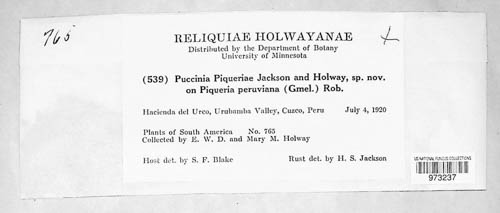 765
RELIQUIAE HOLWAYANAE
Distributed by the Department of Botany
University of Minnesota
(539) Puccinia Piqueriae Jackson and Holway, sp. nov.
on Piqueria peruviana (Gmel.) Rob.
Hacienda del Urco, Urubamba Valley, Cuzco, Peru July 4, 1920
Plants of South America No. 765
Collected by E. W. D. and Mary M. Holway
Host det. by S. F. Blake Rust det. by H. S. Jackson
US NATIONAL FUNGUS COLLECTIONS
973237